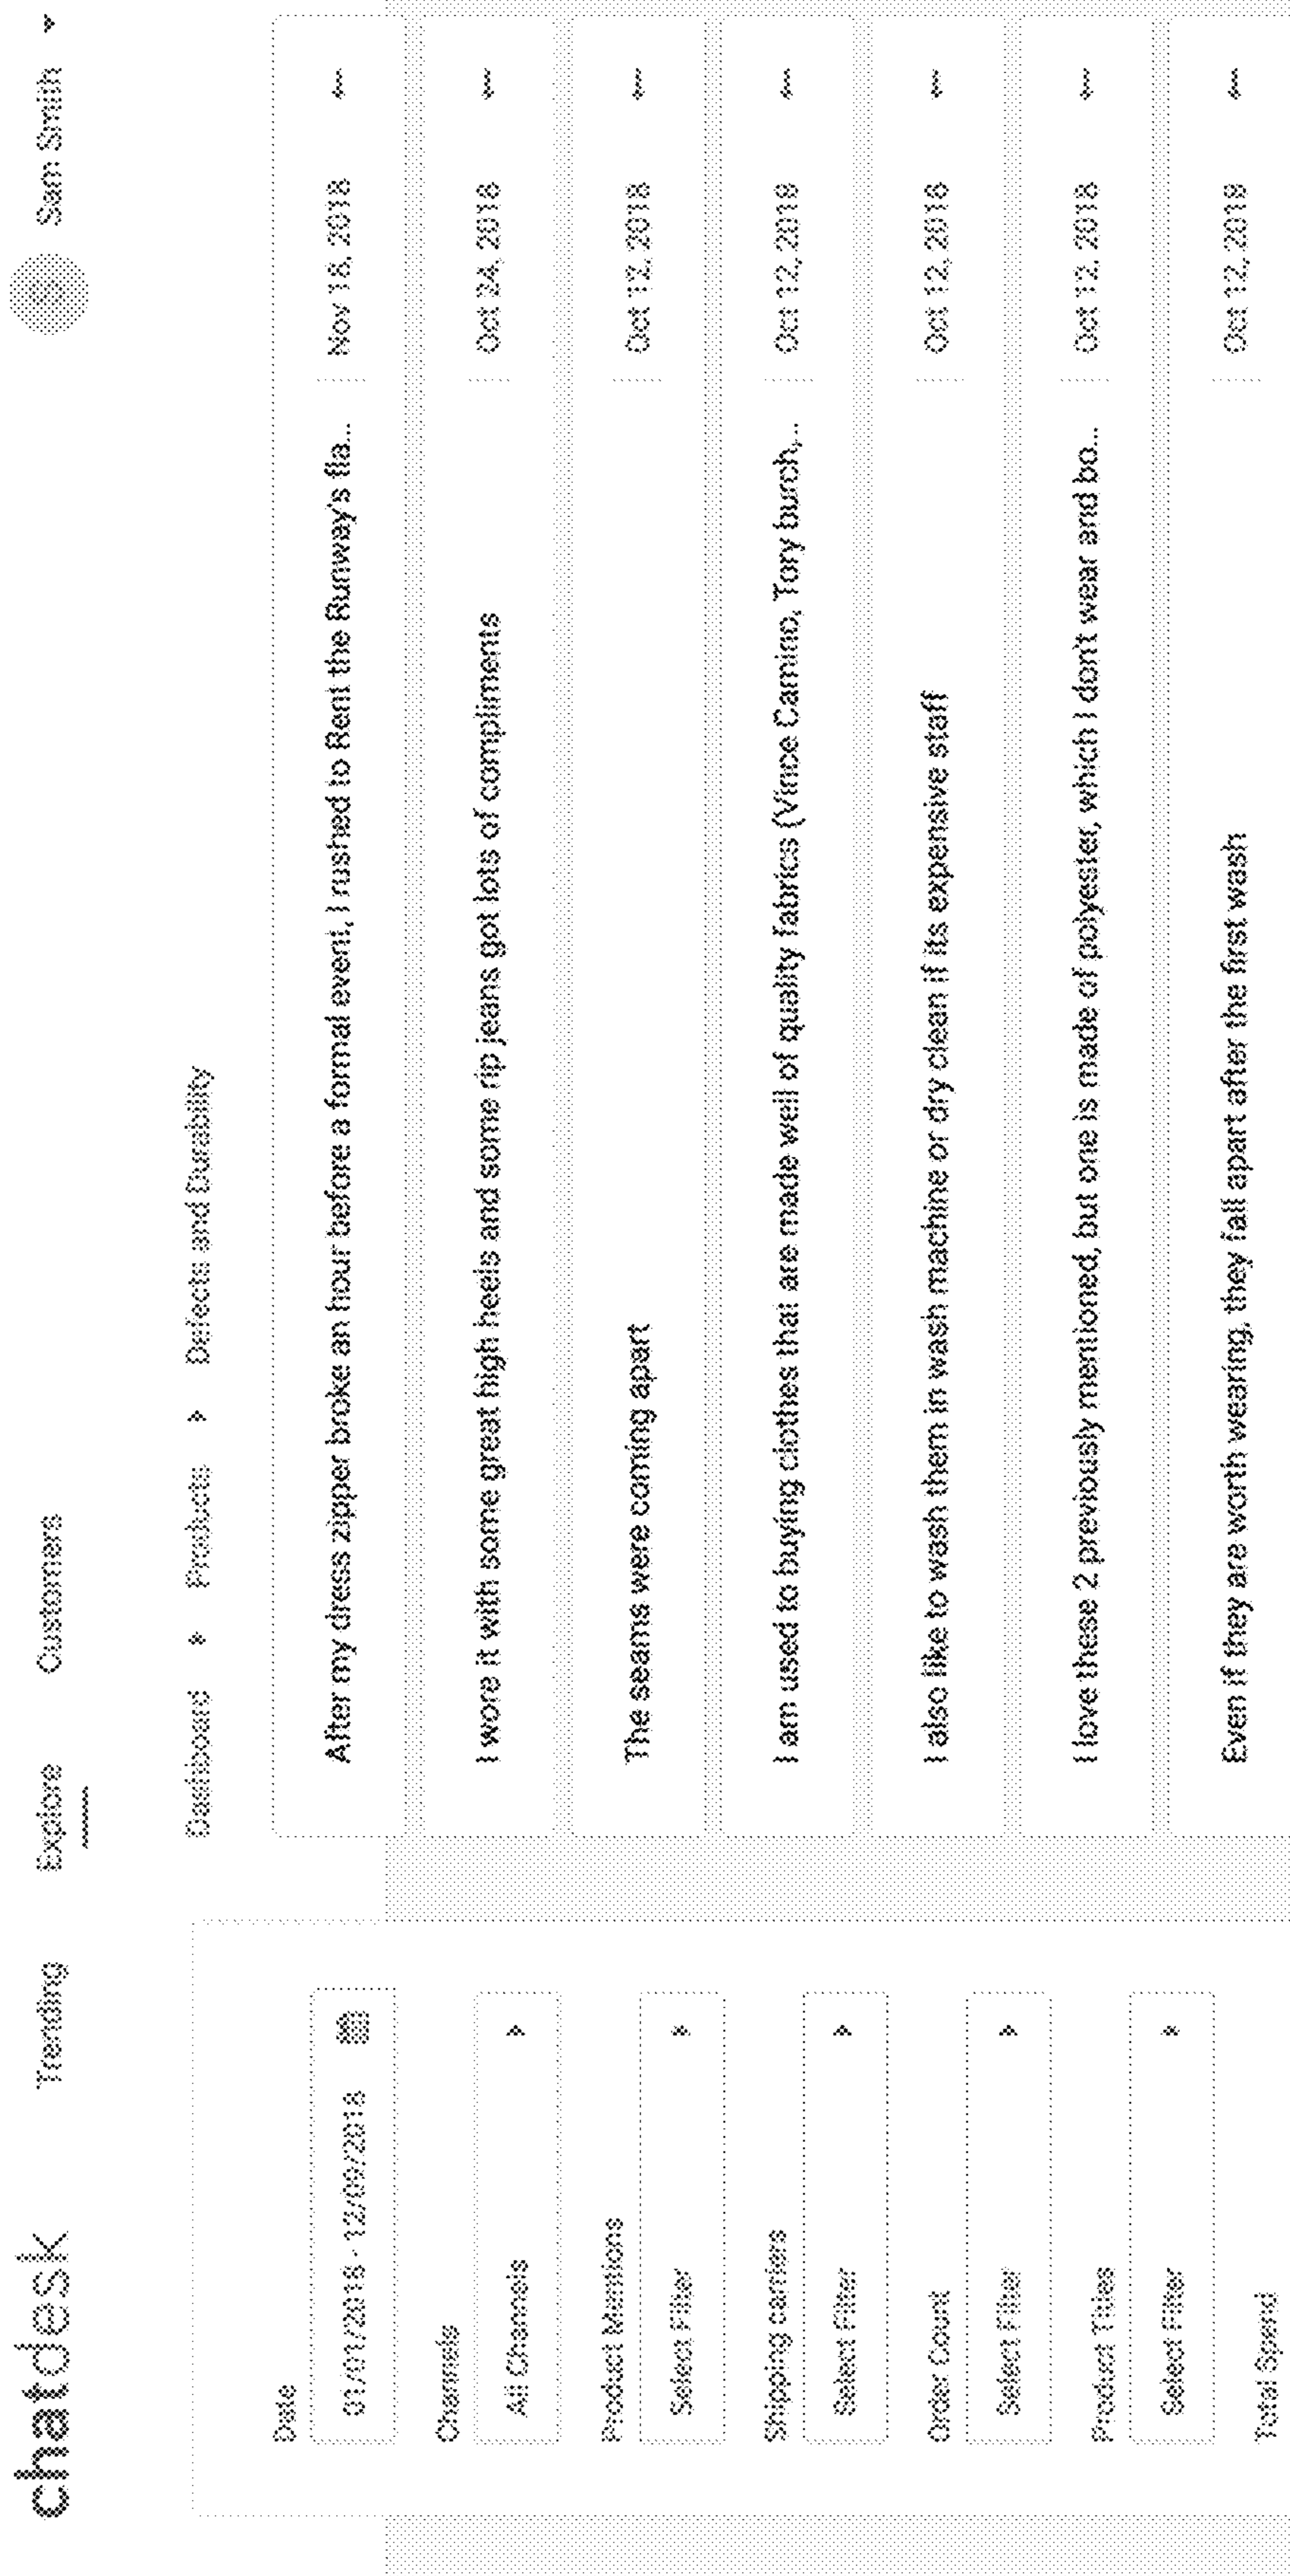 chatdesk Trending Explore Customers Sam Smith
Dashboard Products Defects and Durability
Date
01/01/2018 - 12/09/2018
Channels
All Channels
Product Mentions
Select Filter
Shipping carriers
Select Filter
Order Count
Select Filter
Product Titles
Select Filter
Total Spend
After my dress zipper broke an hour before a formal event, I rushed to Rent the Runway's fla... Nov 18, 2018
I wore it with some great high heels and some rip jeans got lots of compliments Oct 24, 2018
The seams were coming apart Oct 12, 2018
I am used to buying clothes that are made well of quality fabrics (Vince Camino, Tory burch,... Oct 12, 2018
I also like to wash them in wash machine or dry clean if its expensive staff Oct 12, 2018
I love these 2 previously mentioned, but one is made of polyester, which I don't wear and bo... Oct 12, 2018
Even if they are worth wearing, they fall apart after the first wash Oct 12, 2018